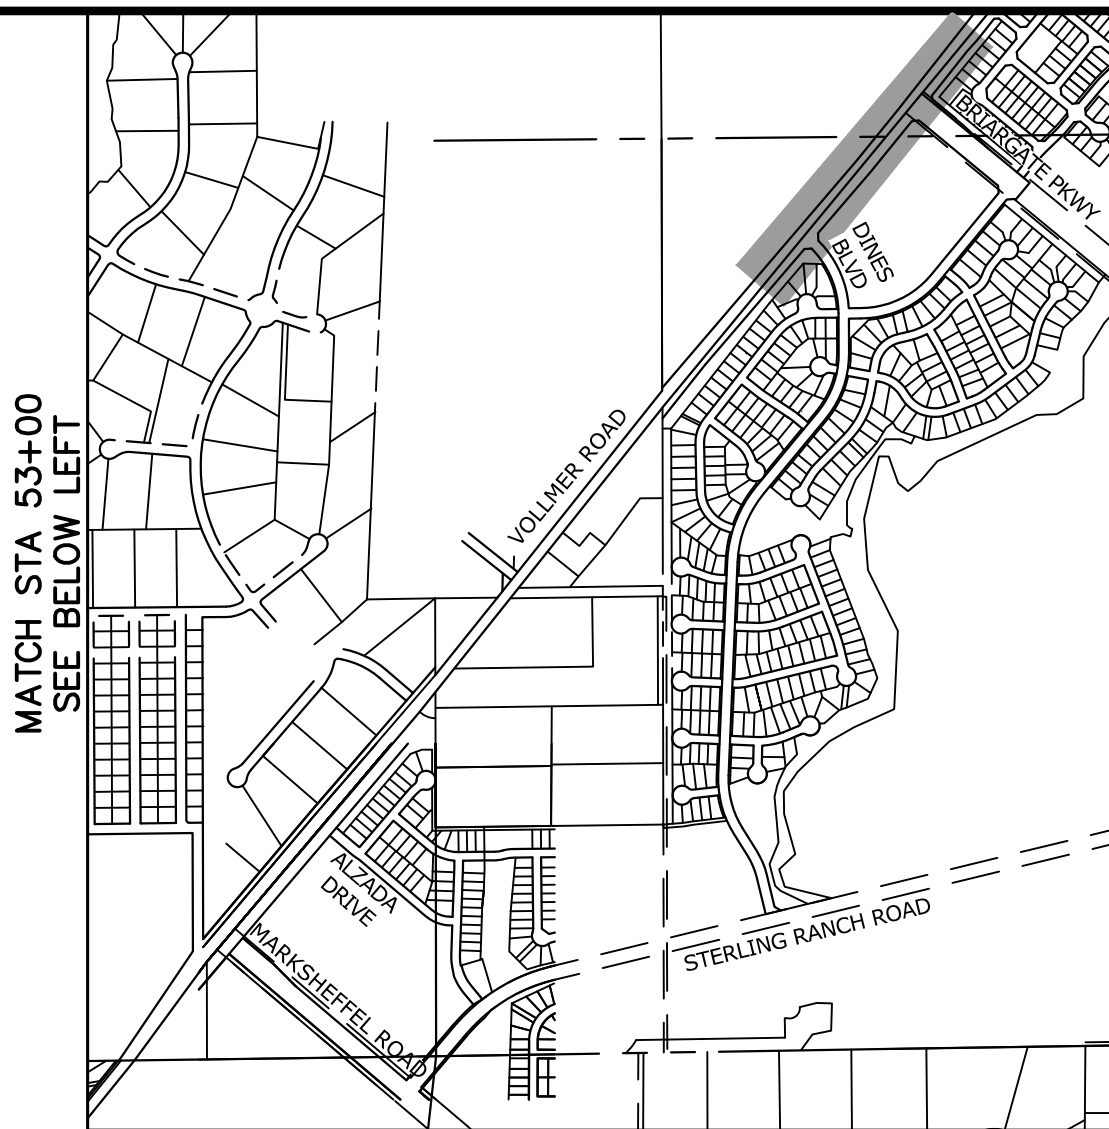 MATCH STA 53+00
SEE BELOW LEFT
BRIARGATE PKWY
DINES
BLVD
VOLLMER ROAD
ALZADA
DRIVE
STERLING RANCH ROAD
MARKSHEFFEL ROAD